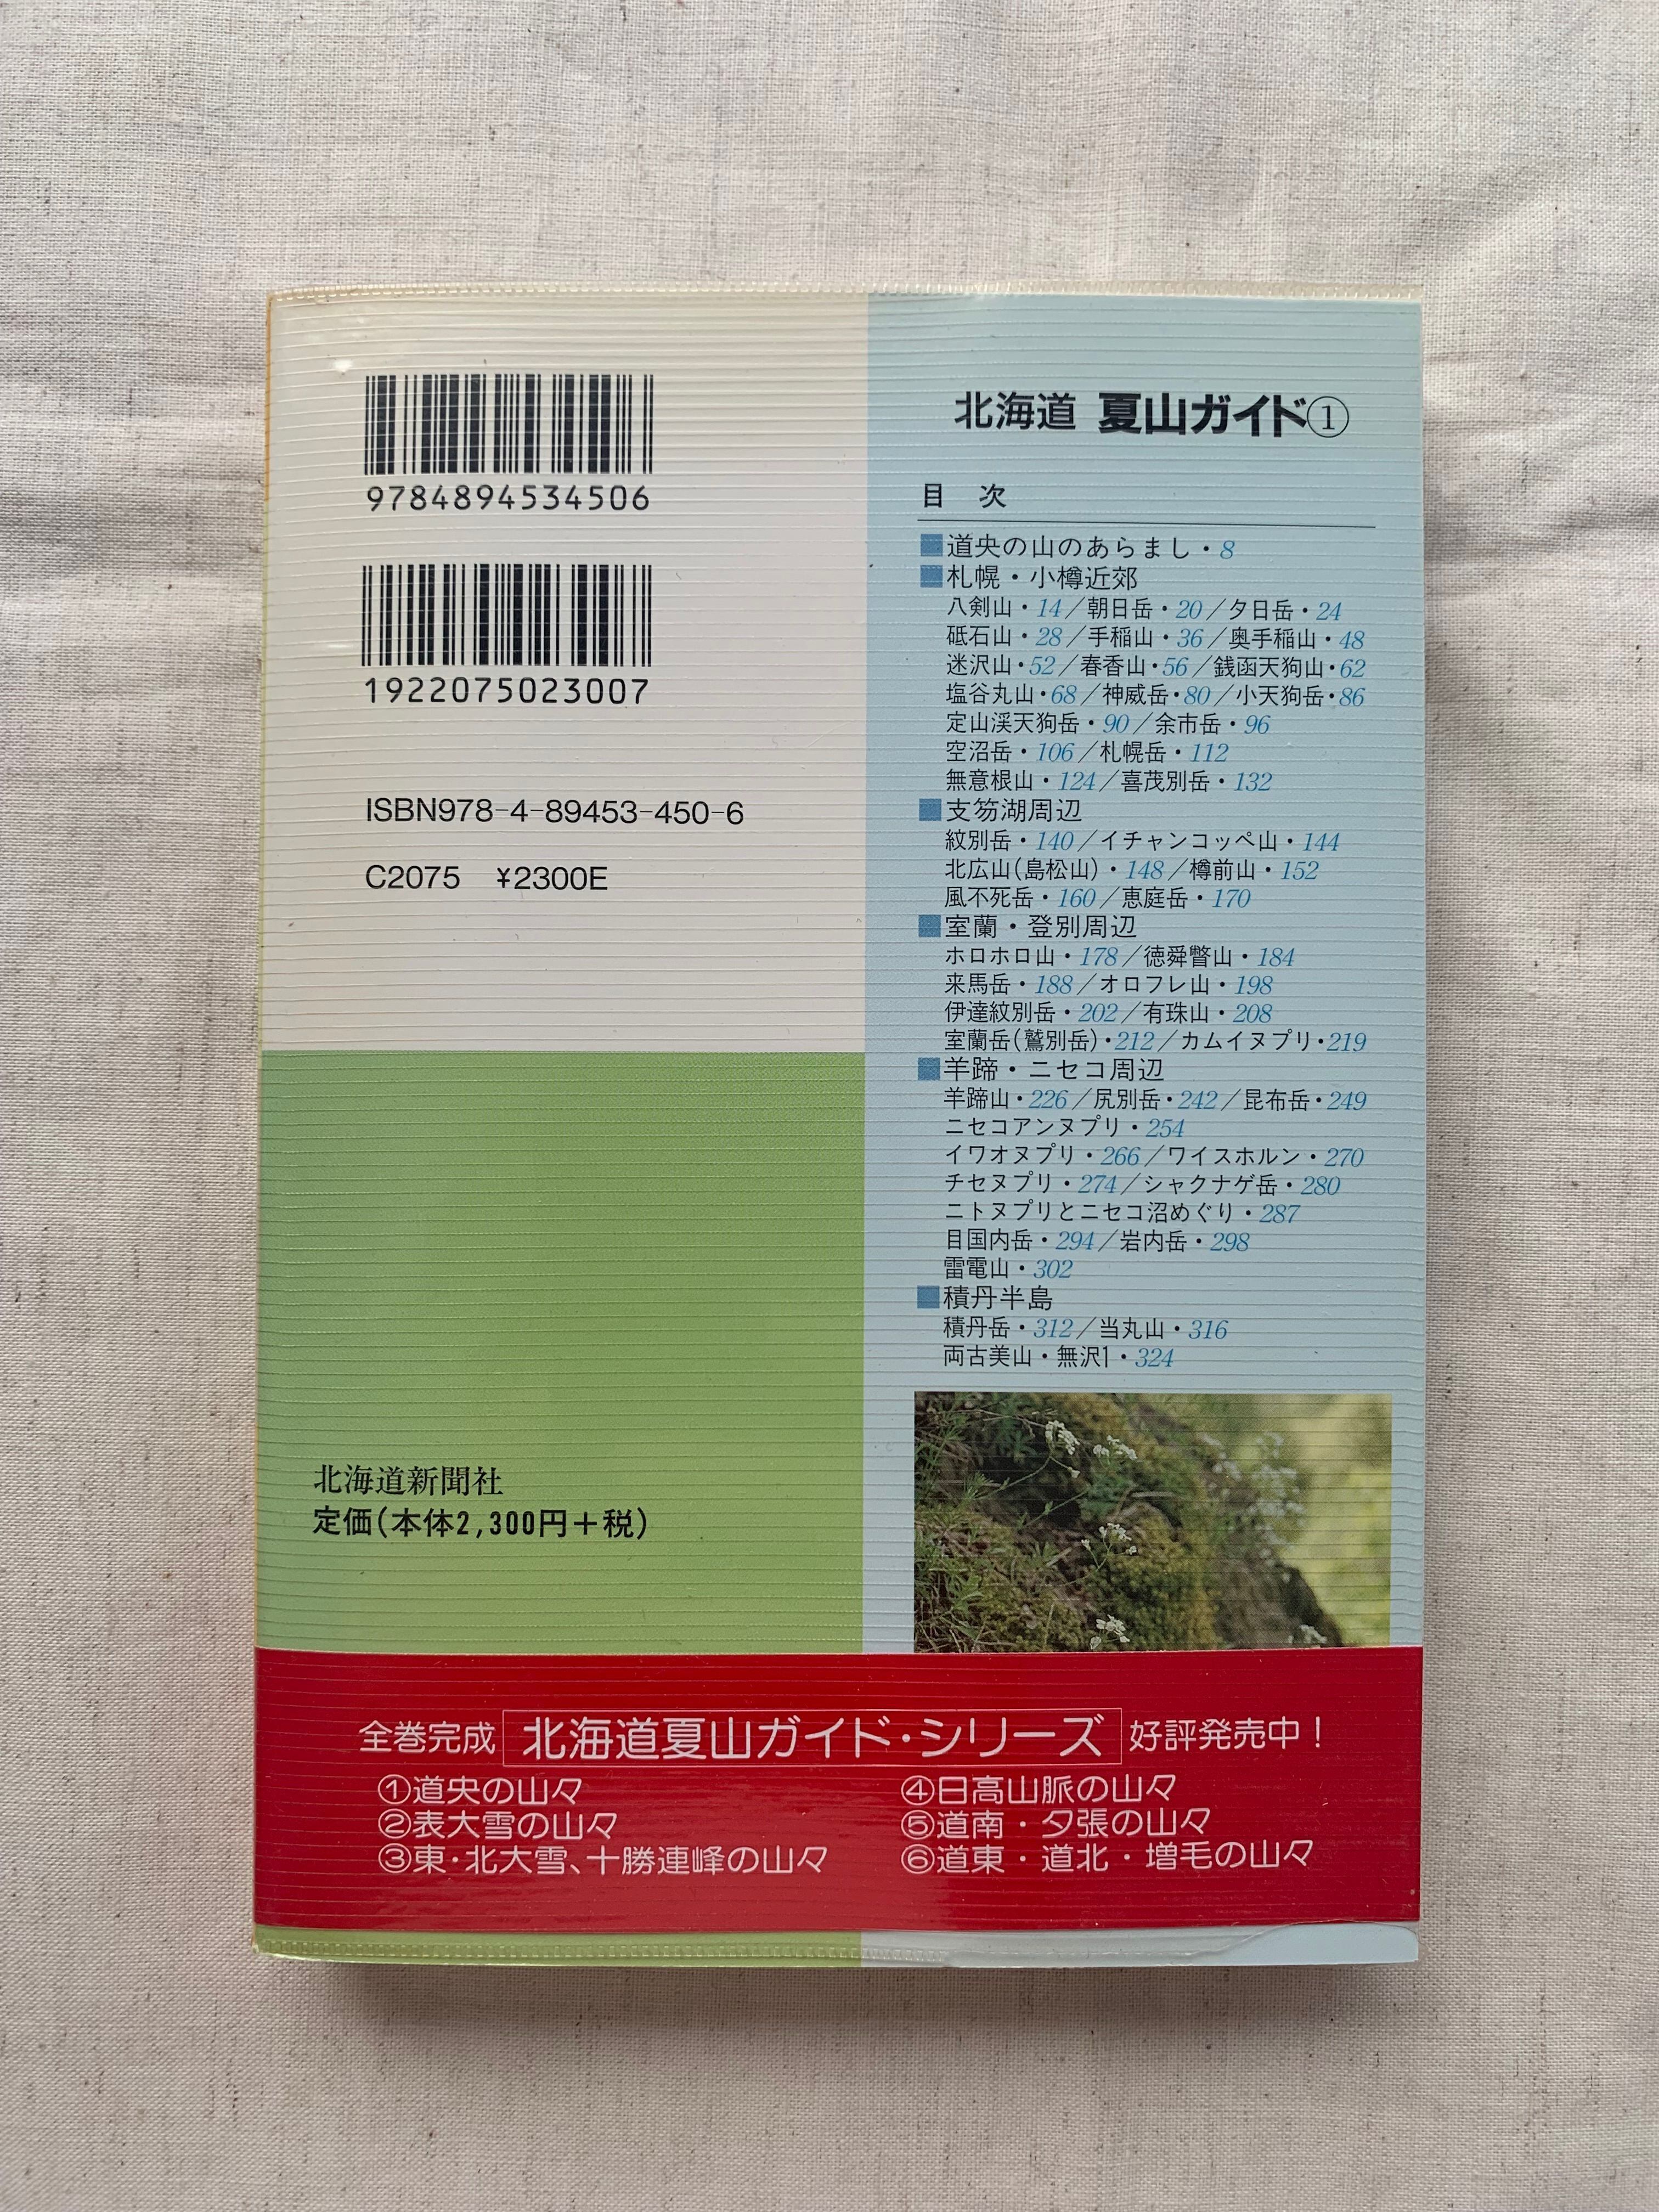 9784894534506
1922075023007
ISBN978-4-89453-450-6
C2075 ¥2300E
北海道新聞社
定価(本体2,300円+税)
北海道 夏山ガイド①
目 次
■道央の山のあらまし・8
■札幌・小樽近郊
八剣山・14/朝日岳・20/夕日岳・24
砥石山・28/手稲山・36/奥手稲山・48
迷沢山・52/春香山・56/銭函天狗山・62
塩谷丸山・68/神威岳・80/小天狗岳・86
定山渓天狗岳・90/余市岳・96
空沼岳・106/札幌岳・112
無意根山・124/喜茂別岳・132
■支笏湖周辺
紋別岳・140/イチャンコッペ山・144
北広山(島松山)・148/樽前山・152
風不死岳・160/恵庭岳・170
■室蘭・登別周辺
ホロホロ山・178/徳舜瞥山・184
来馬岳・188/オロフレ山・198
伊達紋別岳・202/有珠山・208
室蘭岳(鷲別岳)・212/カムイヌプリ・219
■羊蹄・ニセコ周辺
羊蹄山・226/尻別岳・242/昆布岳・249
ニセコアンヌプリ・254
イワオヌプリ・266/ワイスホルン・270
チセヌプリ・274/シャクナゲ岳・280
ニトヌプリとニセコ沼めぐり・287
目国内岳・294/岩内岳・298
雷電山・302
■積丹半島
積丹岳・312/当丸山・316
両古美山・無沢1・324
全巻完成 北海道夏山ガイド・シリーズ 好評発売中!
①道央の山々
②表大雪の山々
③東・北大雪、十勝連峰の山々
④日高山脈の山々
⑤道南・夕張の山々
⑥道東・道北・増毛の山々